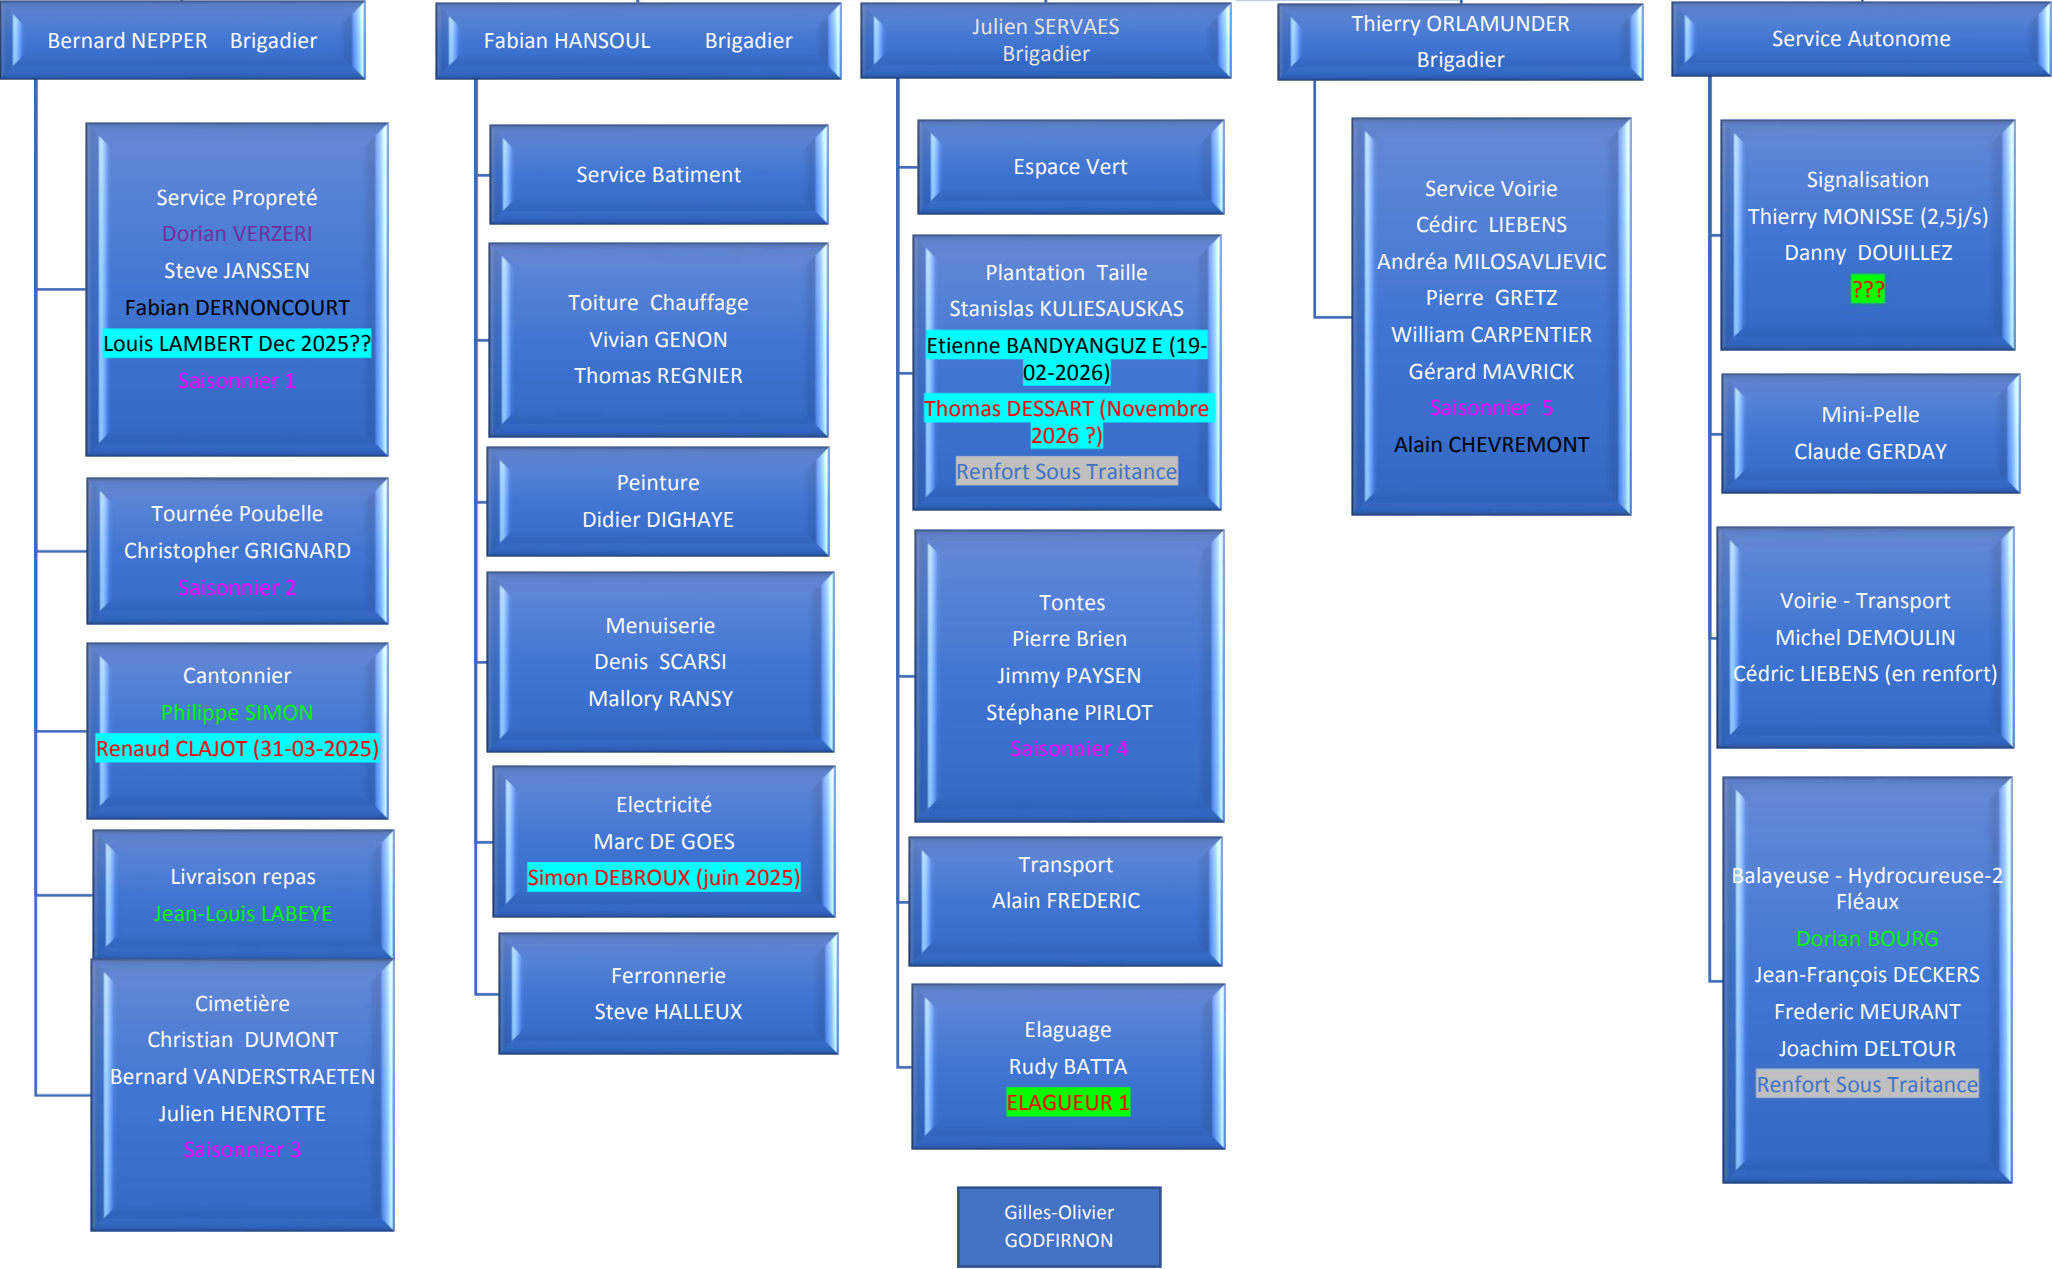 Bernard NEPPER Brigadier
Service Propreté
Dorian VERZERI
Steve JANSSEN
Fabian DERNONCOURT
Louis LAMBERT Dec 2025??
Saisonnier 1
Tournée Poubelle
Christopher GRIGNARD
Saisonnier 2
Cantonnier
Philippe SIMON
Renaud CLAJOT (31-03-2025)
Livraison repas
Jean-Louis LABEYE
Cimetière
Christian DUMONT
Bernard VANDERSTRAETEN
Julien HENROTTE
Saisonnier 3
Fabian HANSOUL Brigadier
Service Batiment
Toiture Chauffage
Vivian GENON
Thomas REGNIER
Peinture
Didier DIGHAYE
Menuiserie
Denis SCARSI
Mallory RANSY
Electricité
Marc DE GOES
Simon DEBROUX (juin 2025)
Ferronnerie
Steve HALLEUX
Julien SERVAES
Brigadier
Espace Vert
Plantation Taille
Stanislas KULIESAUSKAS
Etienne BANDYANGUZ E (19-
02-2026)
Thomas DESSART (Novembre
2026 ?)
Renfort Sous Traitance
Tontes
Pierre Brien
Jimmy PAYSEN
Stéphane PIRLOT
Saisonnier 4
Transport
Alain FREDERIC
Elaguage
Rudy BATTA
ELAGUEUR 1
Gilles-Olivier
GODFIRNON
Thierry ORLAMUNDER
Brigadier
Service Voirie
Cédirc LIEBENS
Andréa MILOSAVLJEVIC
Pierre GRETZ
William CARPENTIER
Gérard MAVRICK
Saisonnier 5
Alain CHEVREMONT
Service Autonome
Signalisation
Thierry MONISSE (2,5j/s)
Danny DOUILLEZ
???
Mini-Pelle
Claude GERDAY
Voirie - Transport
Michel DEMOULIN
Cédric LIEBENS (en renfort)
Balayeuse - Hydrocureuse-2
Fléaux
Dorian BOURG
Jean-François DECKERS
Frederic MEURANT
Joachim DELTOUR
Renfort Sous Traitance